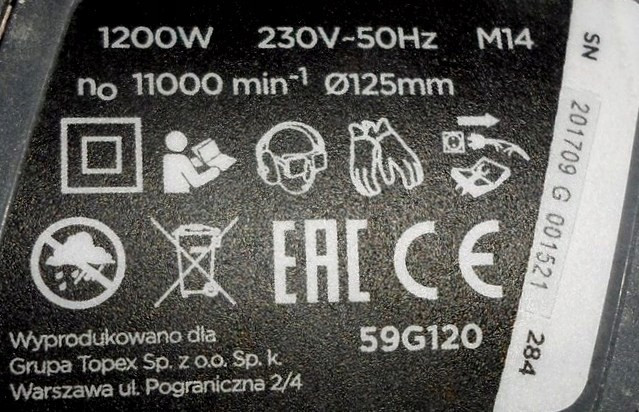 1200W 230V~50Hz M14
n₀ 11000 min⁻¹ Ø125mm
EAC CE
59G120
Wyprodukowano dla
Grupa Topex Sp. z o.o. Sp. k.
Warszawa ul. Pograniczna 2/4
SN 201709 G 001521 284